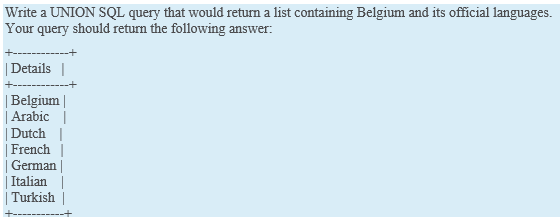 Write a UNION SQL query that would return a list containing Belgium and its official languages.
Your query should return the following answer:
+------------+
| Details |
+------------+
| Belgium |
| Arabic |
| Dutch |
| French |
| German |
| Italian |
| Turkish |
+-----------+